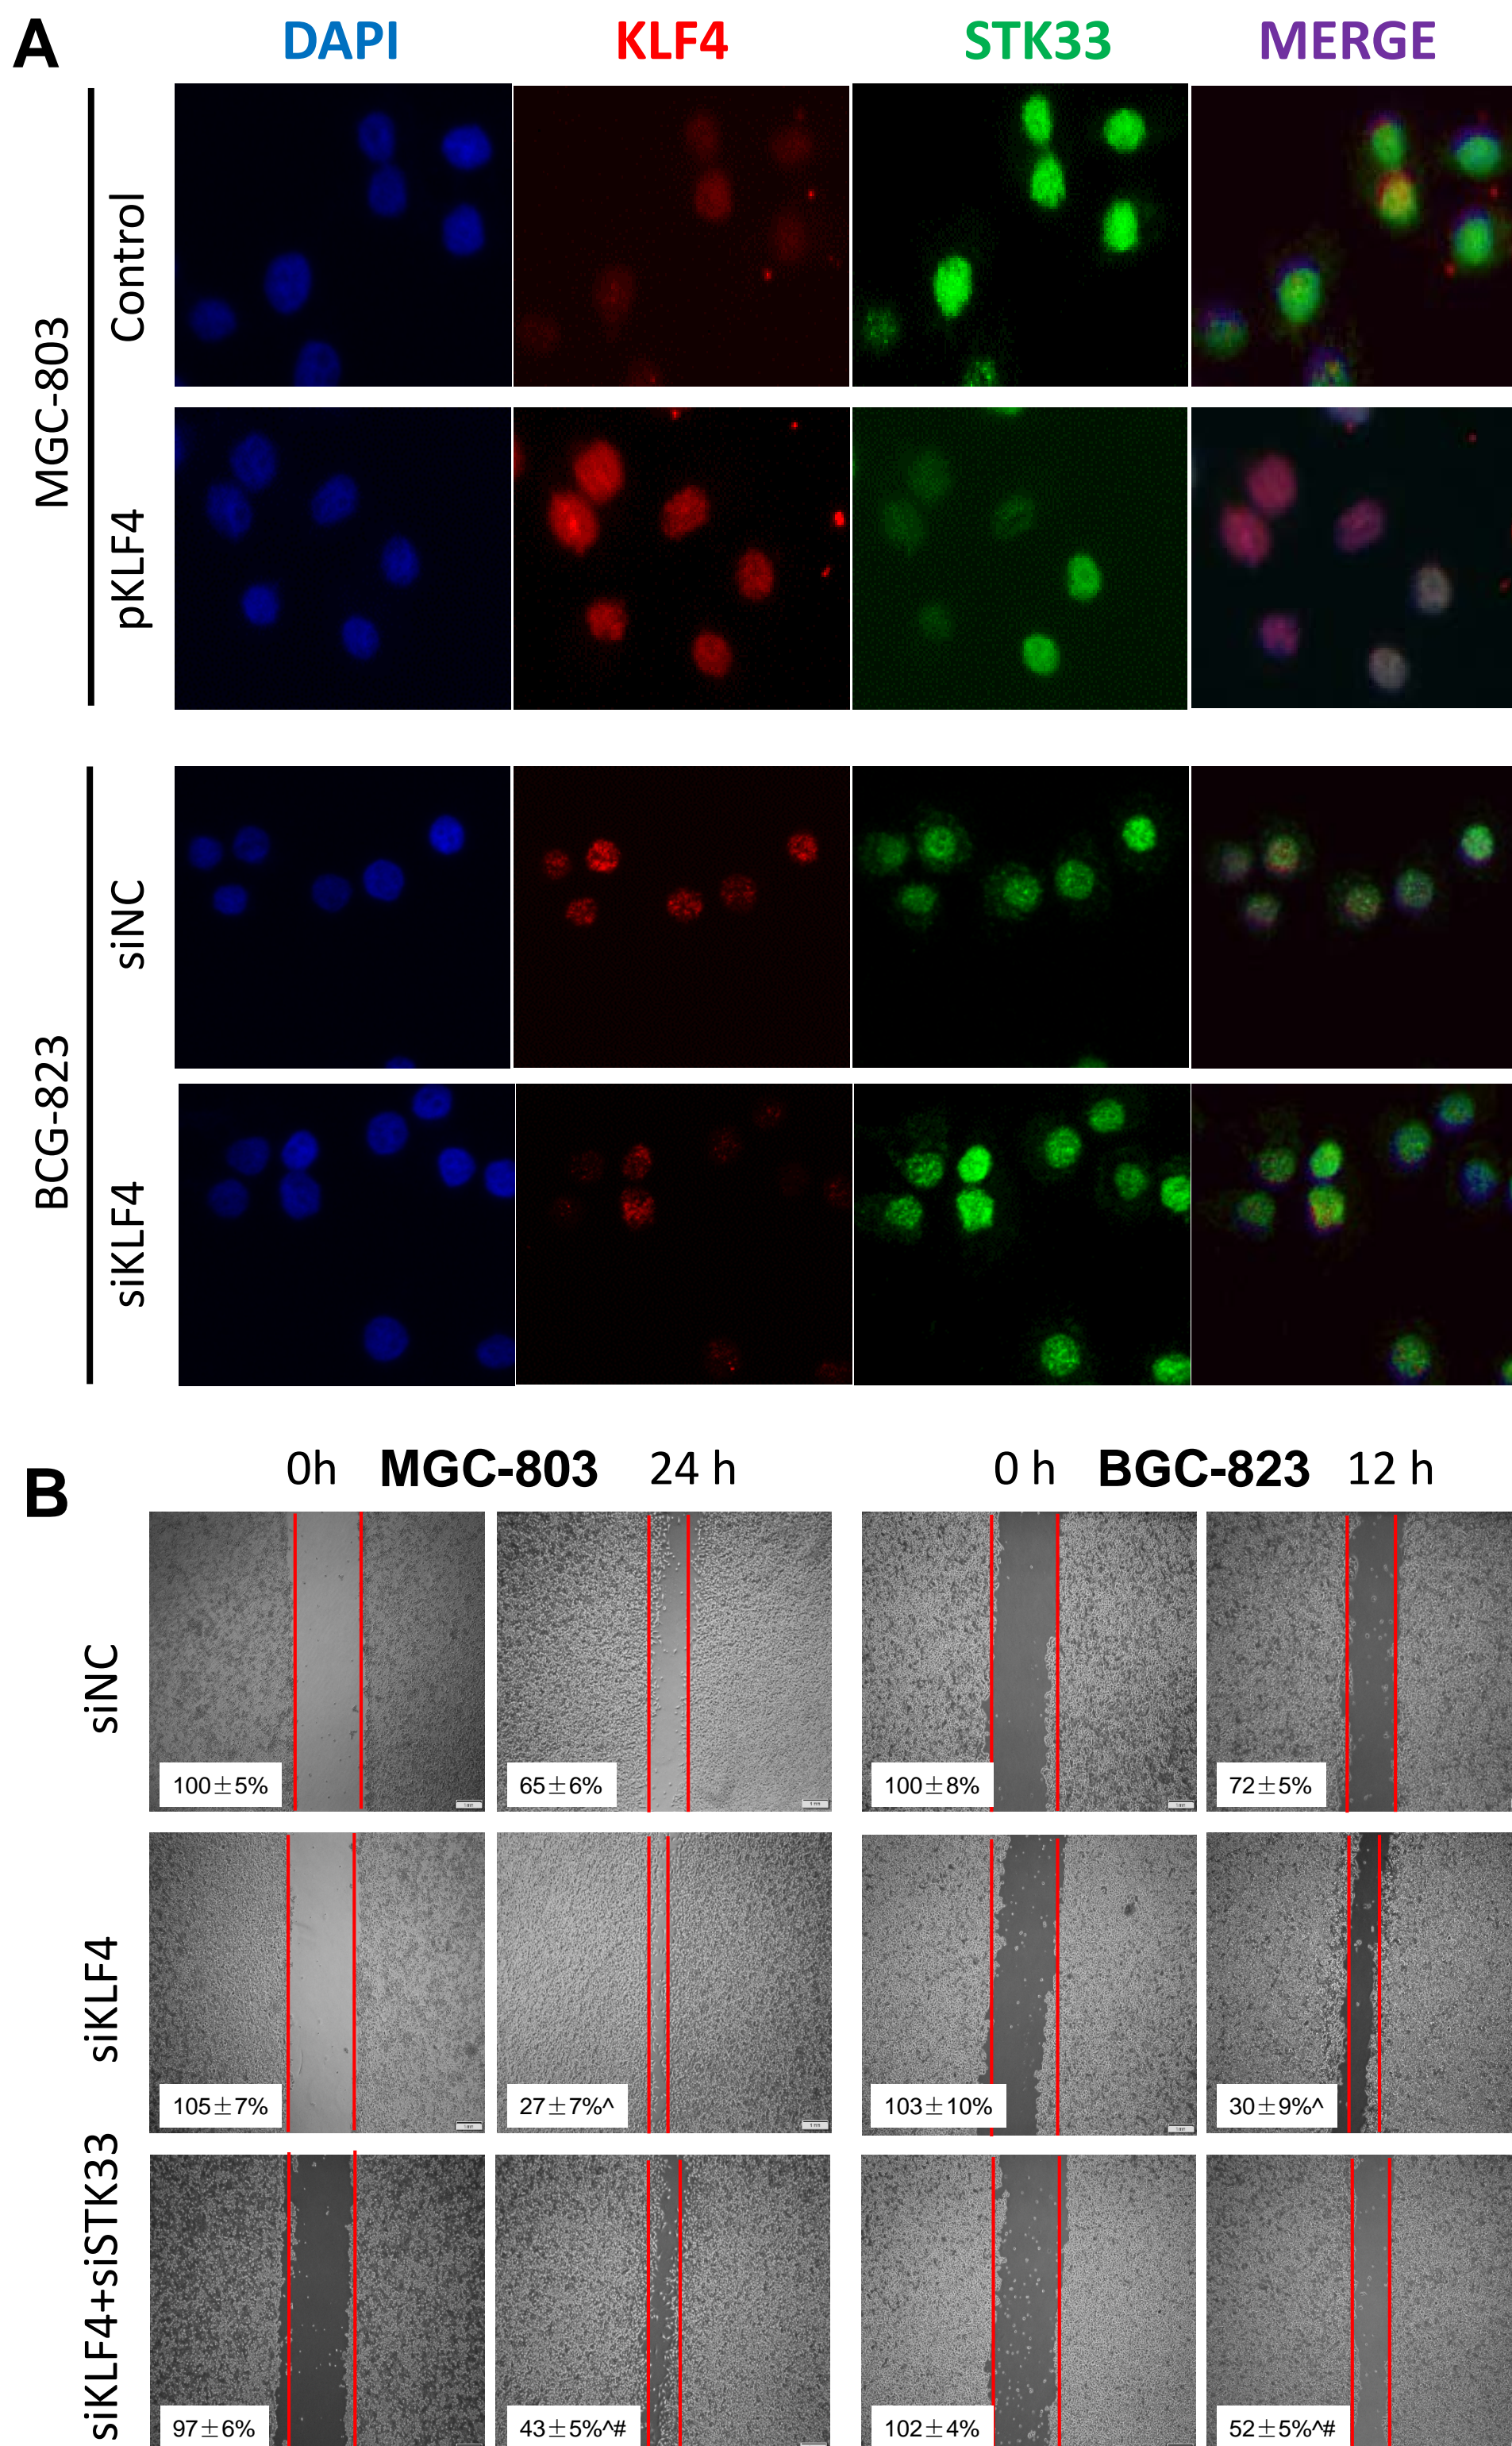 A
DAPI KLF4 STK33 MERGE
MGC-803
Control
pKLF4
BCG-823
siNC
siKLF4
B
0h MGC-803 24 h 0 h BGC-823 12 h
siNC
100±5% 65±6% 100±8% 72±5%
siKLF4
105±7% 27±7%^ 103±10% 30±9%^
siKLF4+siSTK33
97±6% 43±5%^# 102±4% 52±5%^#